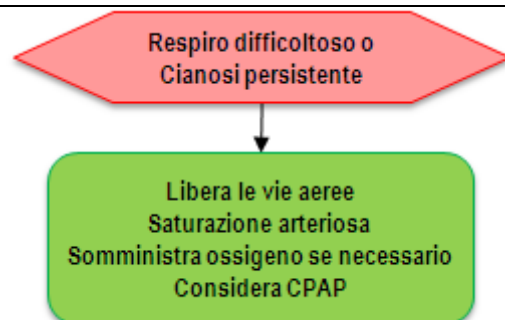 Respiro difficoltoso o
Cianosi persistente
Libera le vie aeree
Saturazione arteriosa
Somministra ossigeno se necessario
Considera CPAP